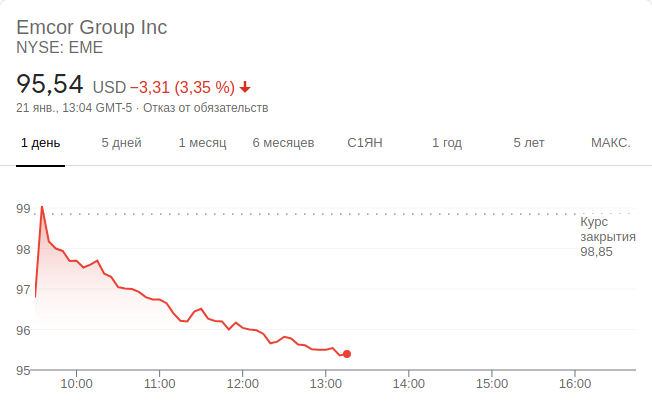 Emcor Group Inc
NYSE: EME
95,54 USD −3,31 (3,35 %)
21 янв., 13:04 GMT-5 · Отказ от обязательств
1 день 5 дней 1 месяц 6 месяцев С1ЯН 1 год 5 лет МАКС.
99
Курс
закрытия
98,85
98
97
96
95
10:00 11:00 12:00 13:00 14:00 15:00 16:00